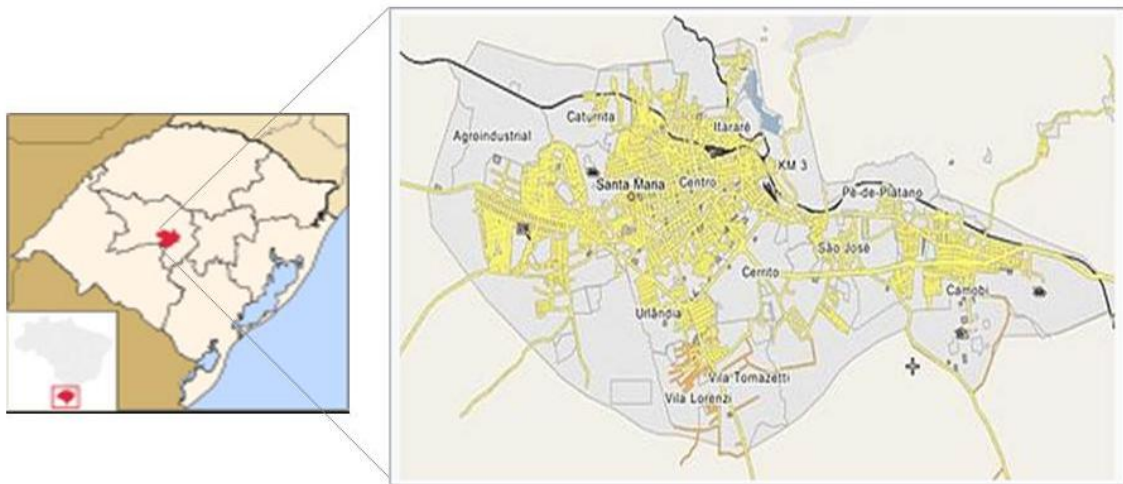 Itararé
Caturrita
Agroindustrial
KM 3
Santa Maria
Centro
Pé-de-Plátano
São José
Cerrito
Camobi
Urlândia
Vila Tomazetti
Vila Lorenzi